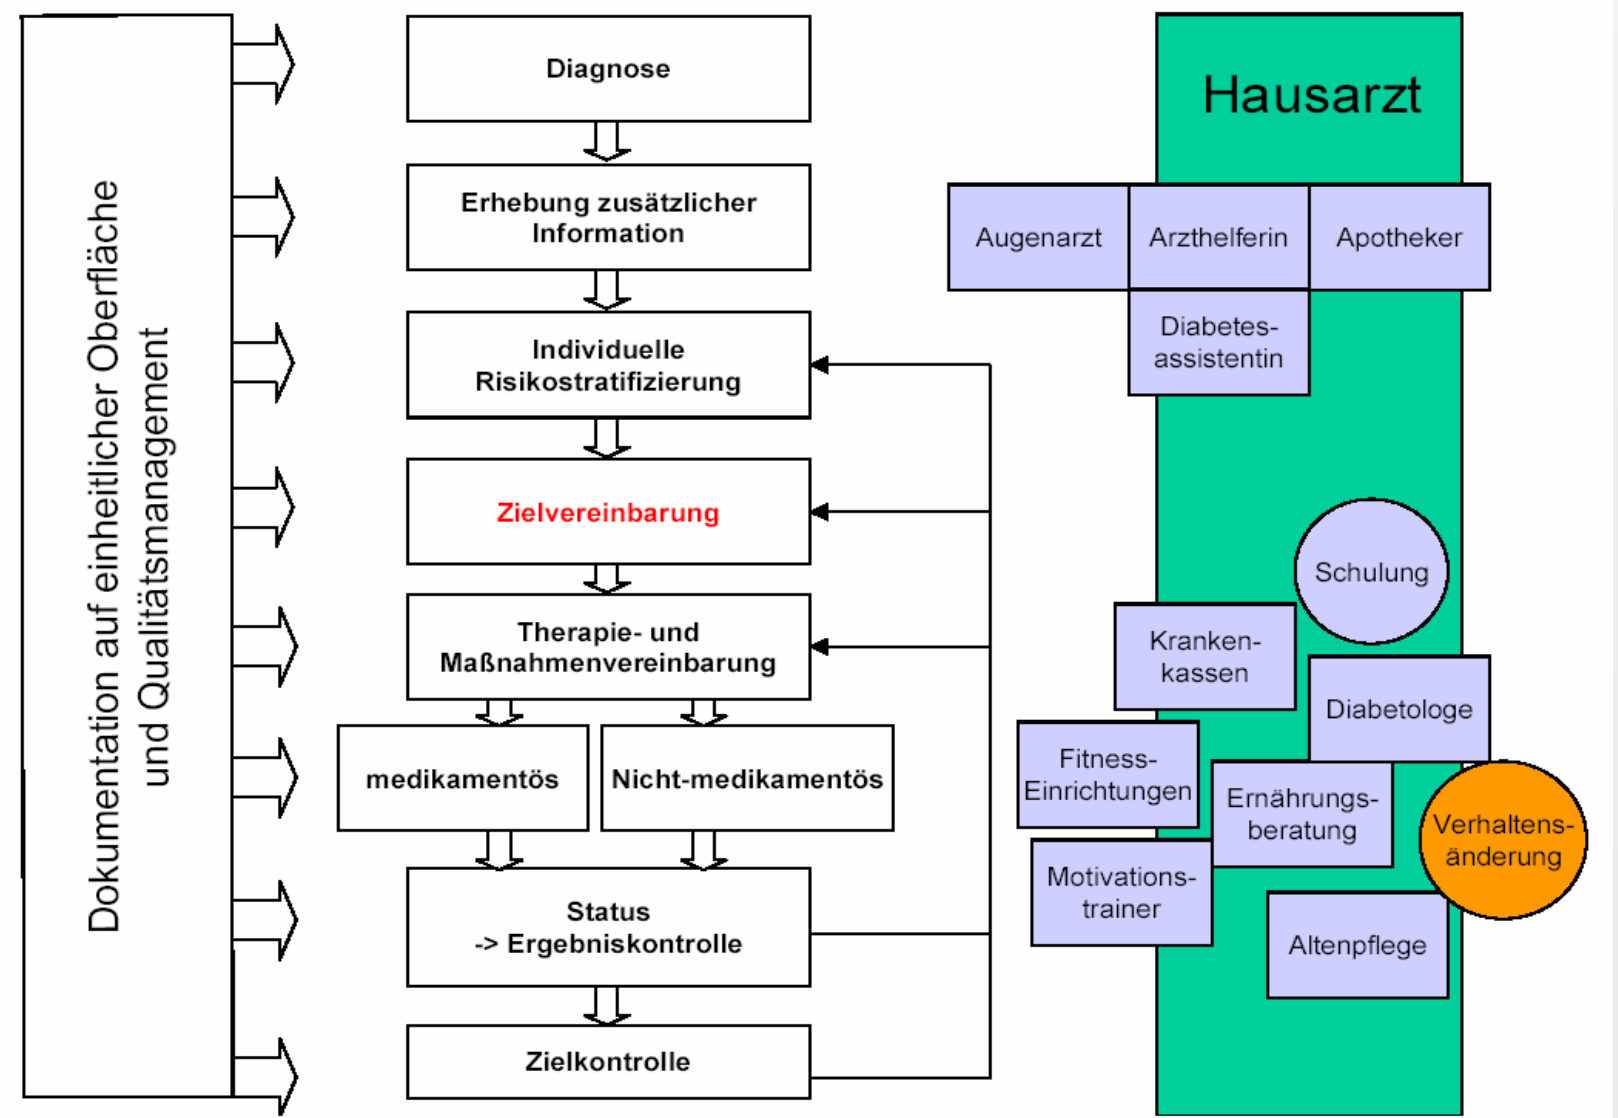 Dokumentation auf einheitlicher Oberfläche
und Qualitätsmanagement
Diagnose
Erhebung zusätzlicher
Information
Individuelle
Risikostratifizierung
Zielvereinbarung
Therapie- und
Maßnahmenvereinbarung
medikamentös
Nicht-medikamentös
Status
-> Ergebniskontrolle
Zielkontrolle
Hausarzt
Augenarzt
Arzthelferin
Apotheker
Diabetes-
assistentin
Schulung
Kranken-
kassen
Diabetologe
Fitness-
Einrichtungen
Ernährungs-
beratung
Verhaltens-
änderung
Motivations-
trainer
Altenpflege